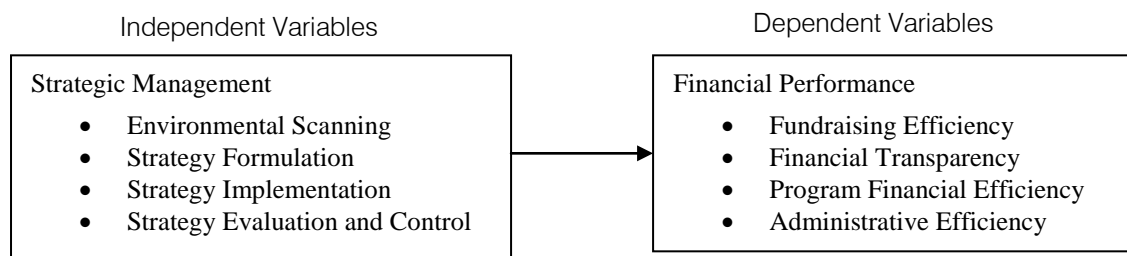 Independent Variables
Dependent Variables
Strategic Management
• Environmental Scanning
• Strategy Formulation
• Strategy Implementation
• Strategy Evaluation and Control
Financial Performance
• Fundraising Efficiency
• Financial Transparency
• Program Financial Efficiency
• Administrative Efficiency